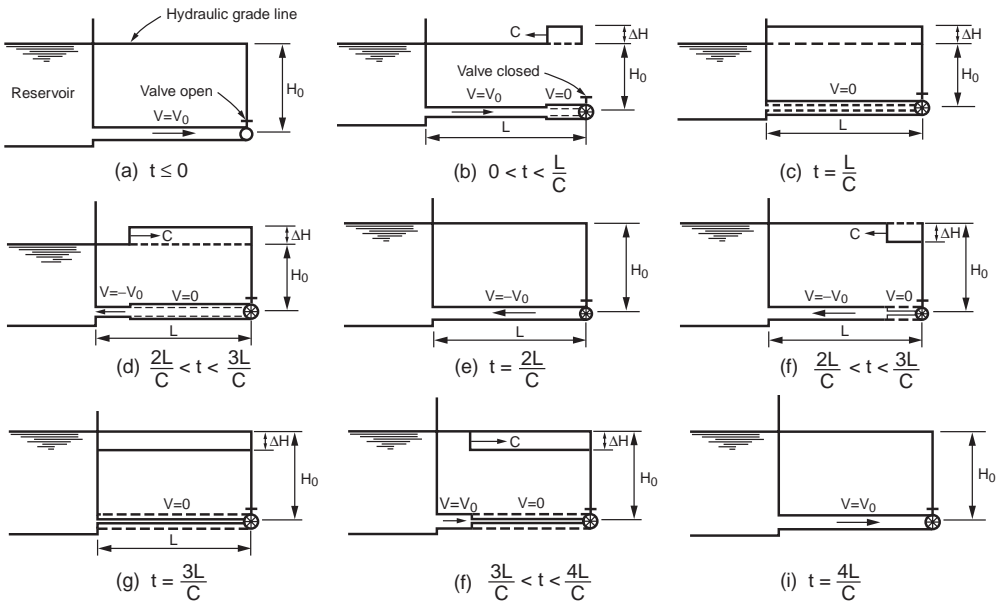 Hydraulic grade line
Reservoir
Valve open
V=V₀
H₀
(a) t ≤ 0
C
ΔH
Valve closed
V=V₀ V=0
H₀
L
(b) 0 < t < L/C
ΔH
V=0
H₀
L
(c) t = L/C
C
ΔH
V=–V₀ V=0
H₀
L
(d) 2L/C < t < 3L/C
V=–V₀
H₀
L
(e) t = 2L/C
C
ΔH
V=–V₀ V=0
H₀
L
(f) 2L/C < t < 3L/C
ΔH
V=0
H₀
L
(g) t = 3L/C
C
ΔH
V=V₀ V=0
H₀
(f) 3L/C < t < 4L/C
V=V₀
H₀
(i) t = 4L/C